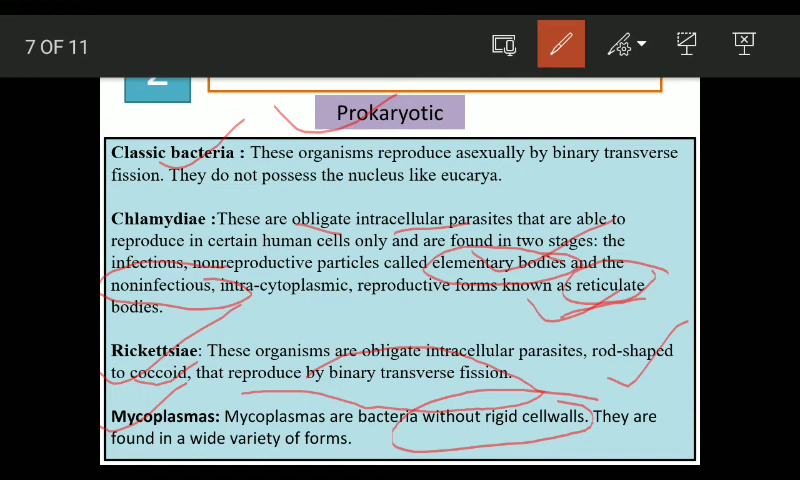 7 OF 11
Prokaryotic
Classic bacteria : These organisms reproduce asexually by binary transverse
fission. They do not possess the nucleus like eucarya.
Chlamydiae :These are obligate intracellular parasites that are able to
reproduce in certain human cells only and are found in two stages: the
infectious, nonreproductive particles called elementary bodies and the
noninfectious, intra-cytoplasmic, reproductive forms known as reticulate
bodies.
Rickettsiae: These organisms are obligate intracellular parasites, rod-shaped
to coccoid, that reproduce by binary transverse fission.
Mycoplasmas: Mycoplasmas are bacteria without rigid cellwalls. They are
found in a wide variety of forms.